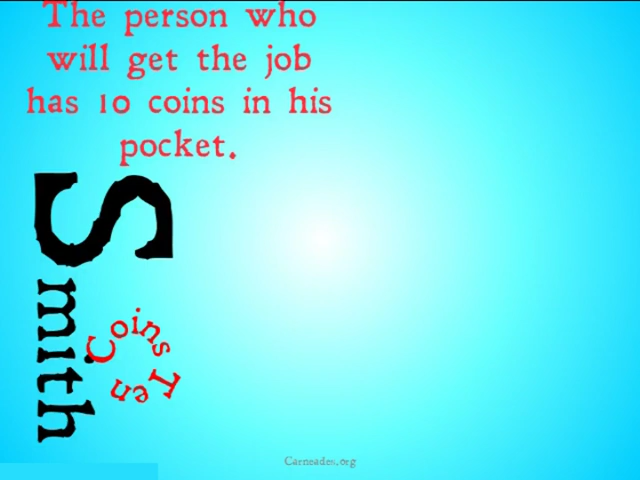 The person who
will get the job
has 10 coins in his
pocket.
Smith
Coins Ten
Carneades.org